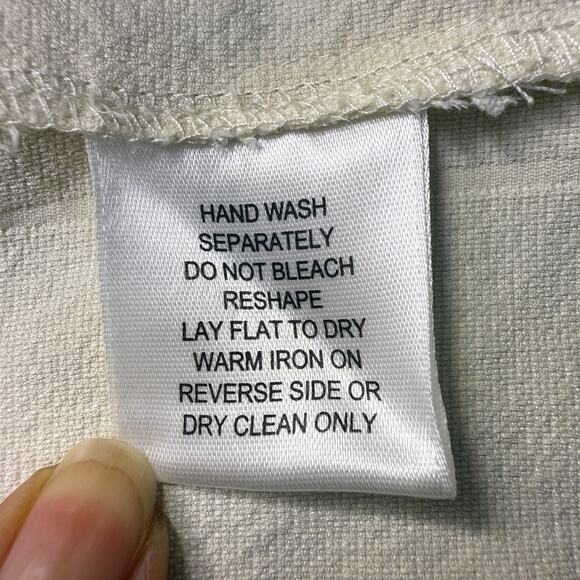 HAND WASH
SEPARATELY
DO NOT BLEACH
RESHAPE
LAY FLAT TO DRY
WARM IRON ON
REVERSE SIDE OR
DRY CLEAN ONLY